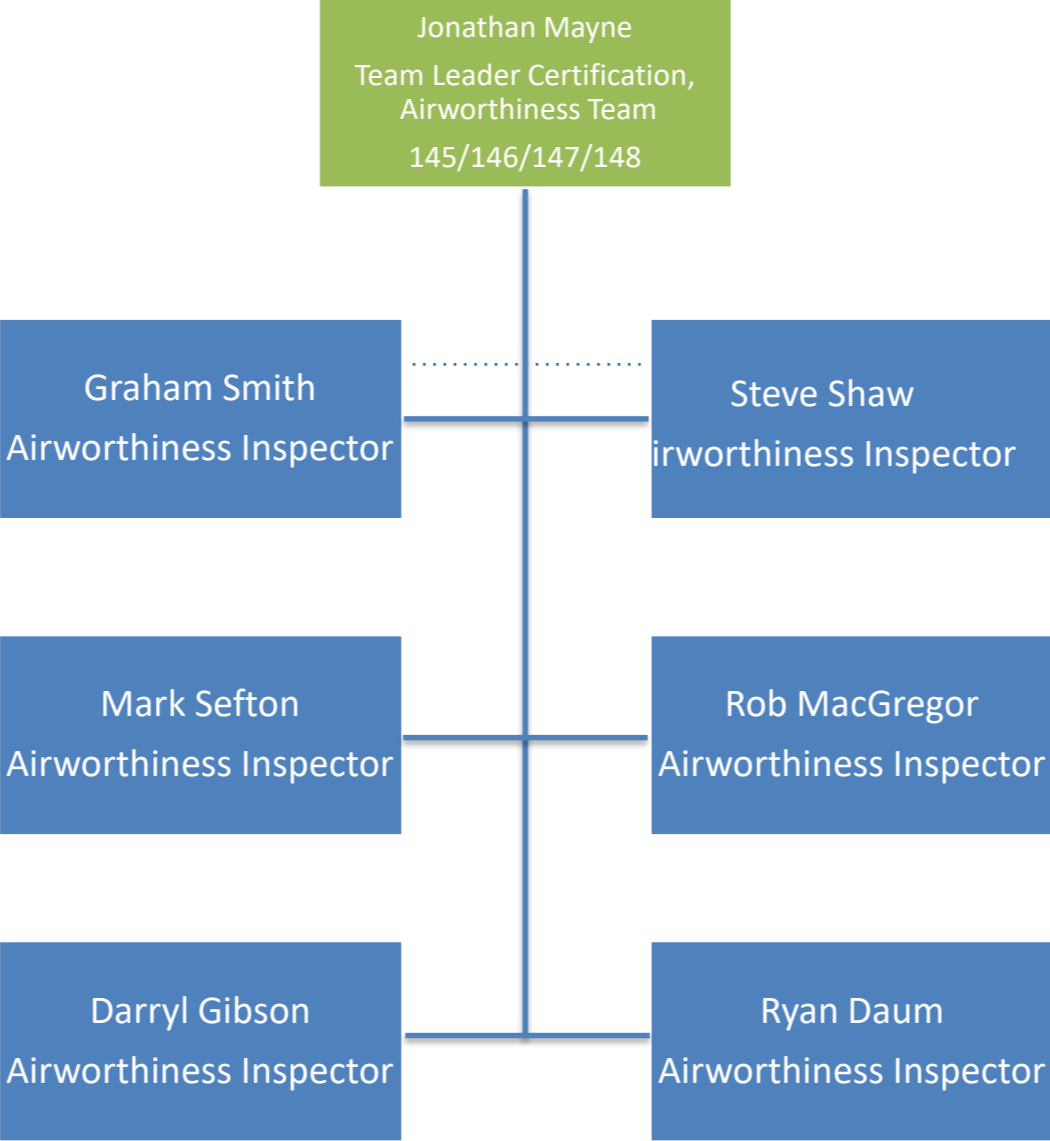 Jonathan Mayne
Team Leader Certification,
Airworthiness Team
145/146/147/148
Graham Smith
Airworthiness Inspector
Steve Shaw
irworthiness Inspector
Mark Sefton
Airworthiness Inspector
Rob MacGregor
Airworthiness Inspector
Darryl Gibson
Airworthiness Inspector
Ryan Daum
Airworthiness Inspector